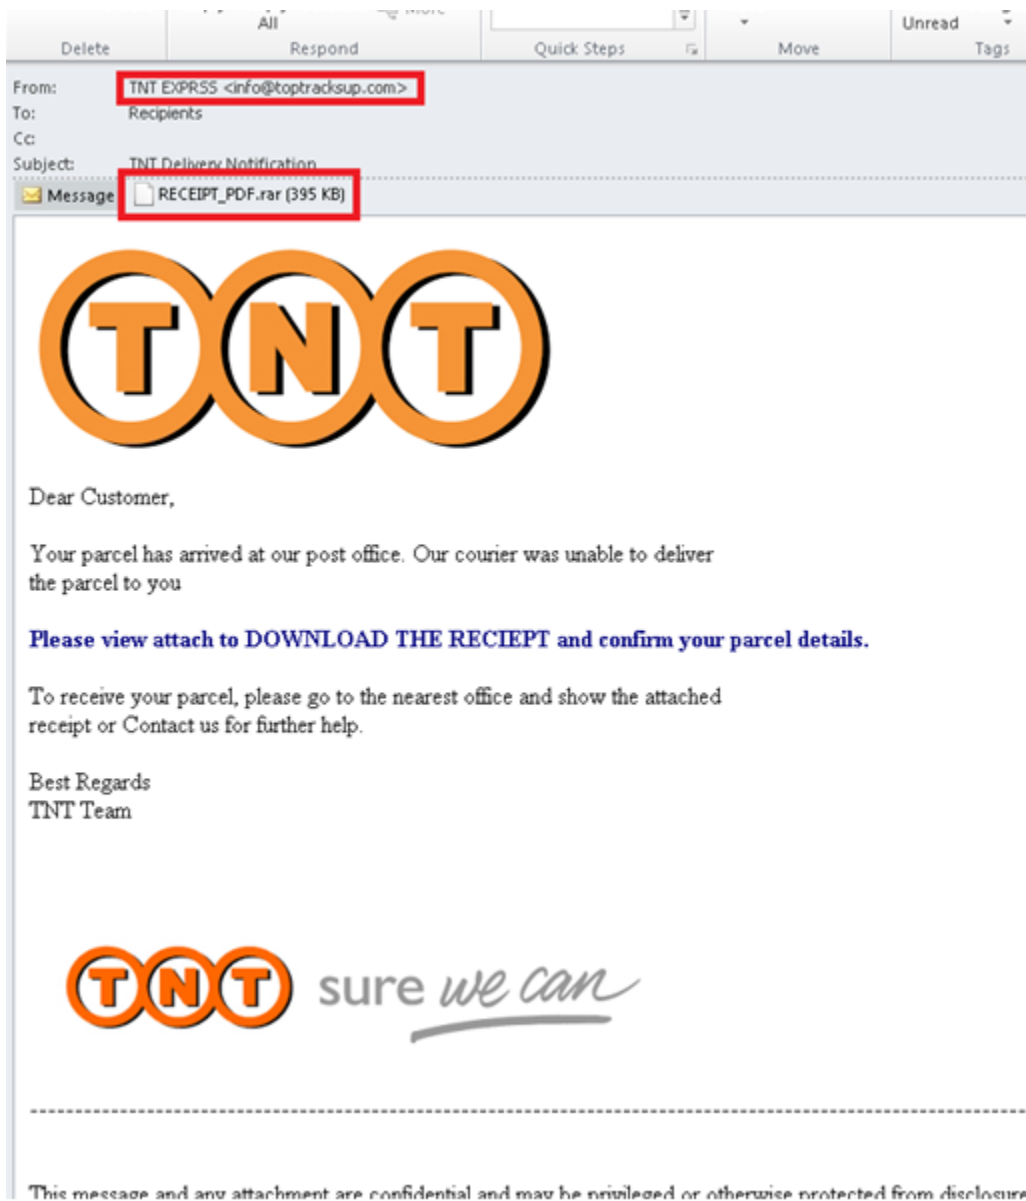 All
More
Unread
Delete
Respond
Quick Steps
Move
Tags
From: TNT EXPRSS <info@toptracksup.com>
To: Recipients
Cc:
Subject: TNT Delivery Notification
Message RECEIPT_PDF.rar (395 KB)
TNT
Dear Customer,
Your parcel has arrived at our post office. Our courier was unable to deliver
the parcel to you
Please view attach to DOWNLOAD THE RECIEPT and confirm your parcel details.
To receive your parcel, please go to the nearest office and show the attached
receipt or Contact us for further help.
Best Regards
TNT Team
TNT sure we can
This message and any attachment are confidential and may be privileged or otherwise protected from disclosure